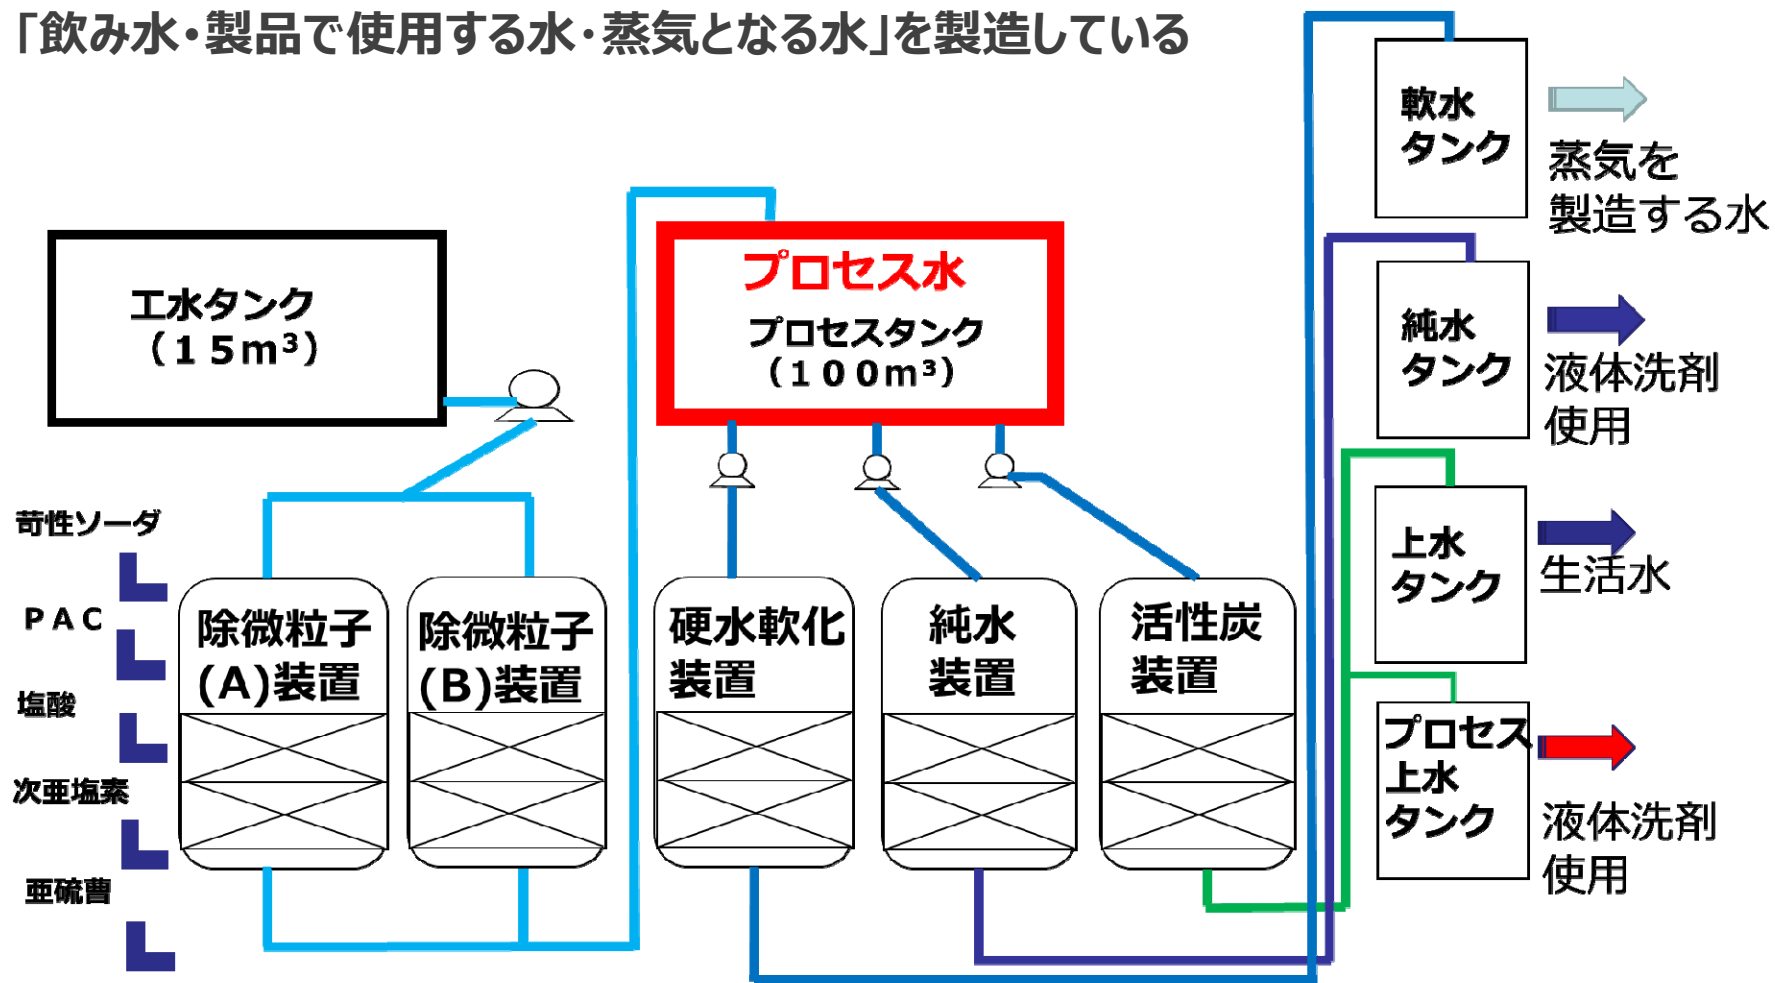 「飲み水・製品で使用する水・蒸気となる水」を製造している
工水タンク
（１５ｍ³）
プロセス水
プロセスタンク
（１００ｍ³）
苛性ソーダ
ＰＡＣ
塩酸
次亜塩素
亜硫曹
除微粒子
(A)装置
除微粒子
(B)装置
硬水軟化
装置
純水
装置
活性炭
装置
軟水
タンク
蒸気を
製造する水
純水
タンク
液体洗剤
使用
上水
タンク
生活水
プロセス
上水
タンク
液体洗剤
使用